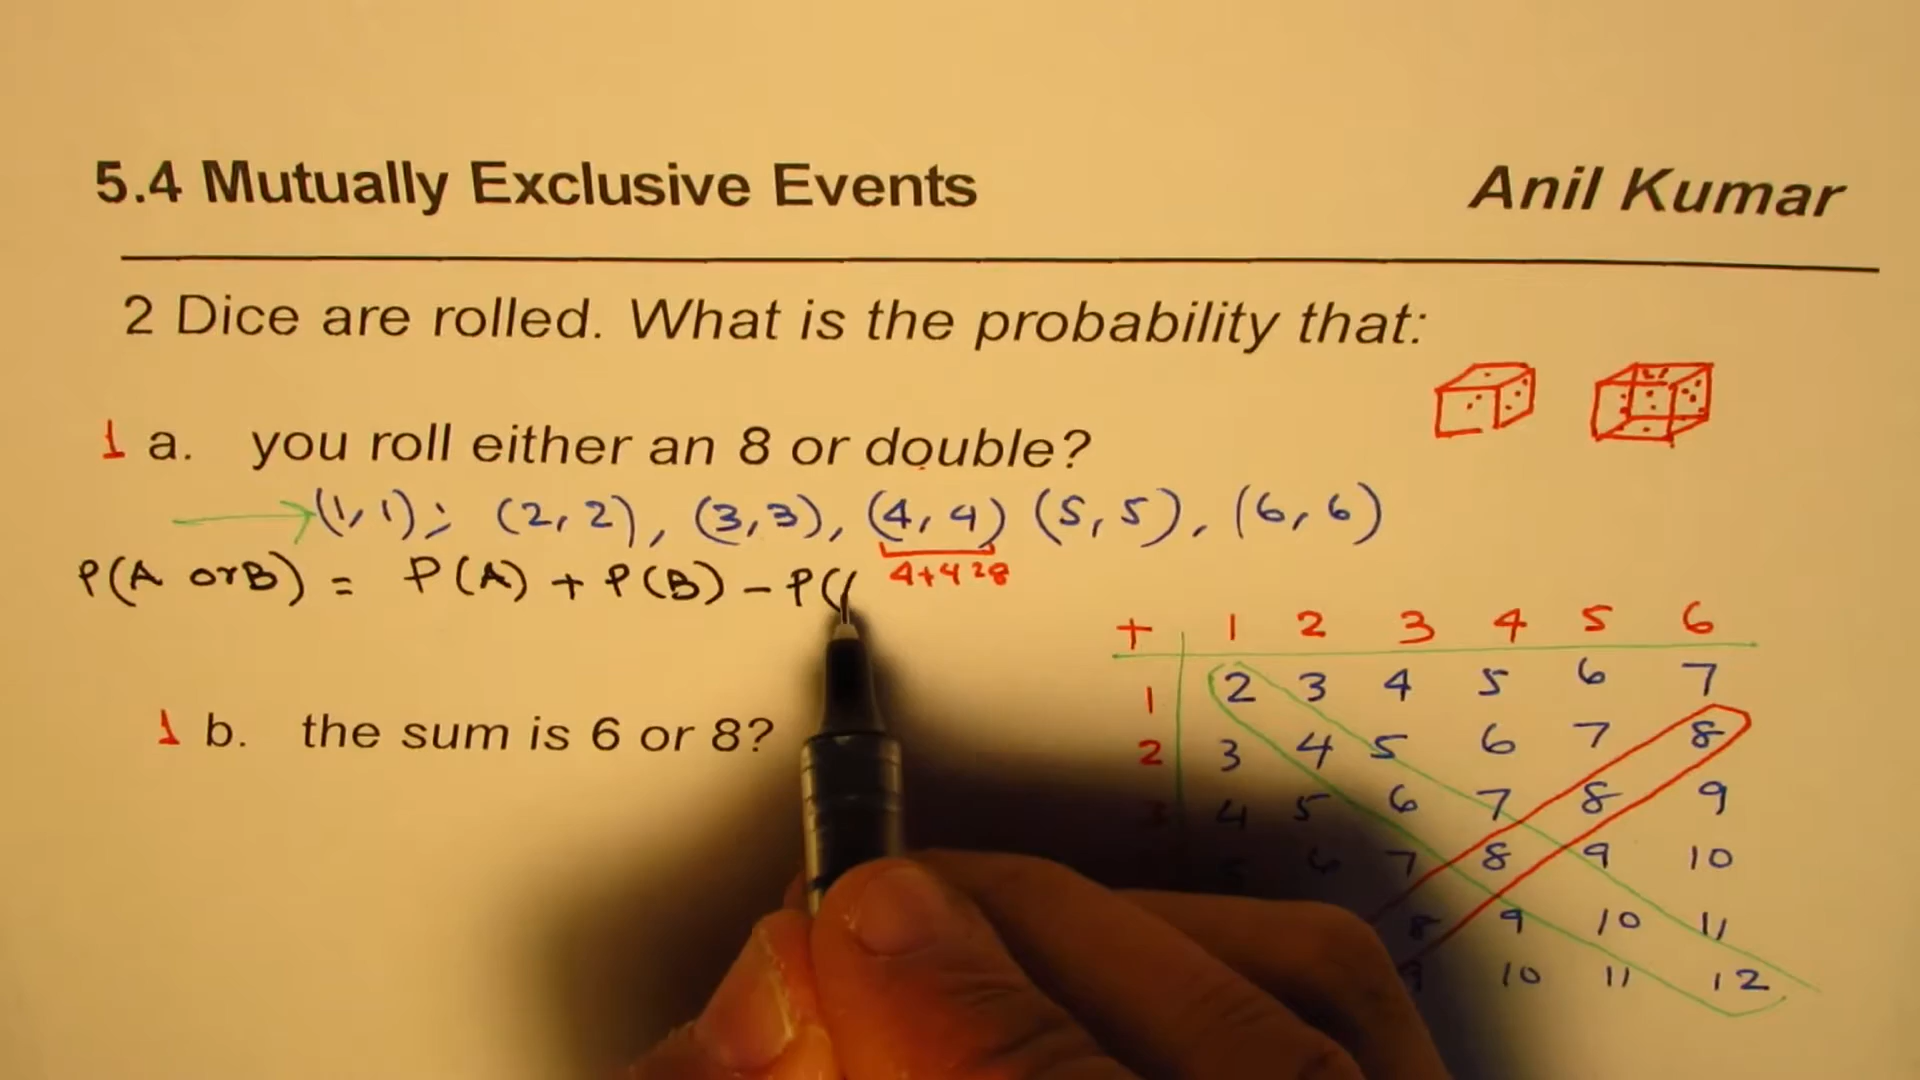 5.4 Mutually Exclusive Events Anil Kumar
2 Dice are rolled. What is the probability that:
1 a. you roll either an 8 or double?
(1,1); (2,2), (3,3), (4,4) (5,5), (6,6)
4+4=8
P(A or B) = P(A) + P(B) - P(
+ 1 2 3 4 5 6
1 2 3 4 5 6 7
1 b. the sum is 6 or 8?
2 3 4 5 6 7 8
3 4 5 6 7 8 9
6 7 8 9 10
8 9 10 11
10 11 12